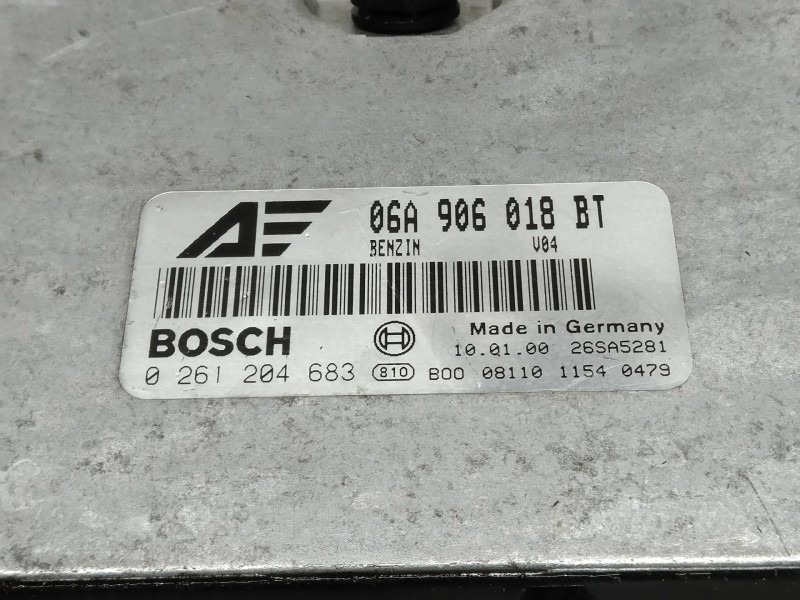 AE 06A 906 018 BT
BENZIN V04
BOSCH Made in Germany
10.01.00 26SA5281
0 261 204 683 810 B00 08110 1154 0479